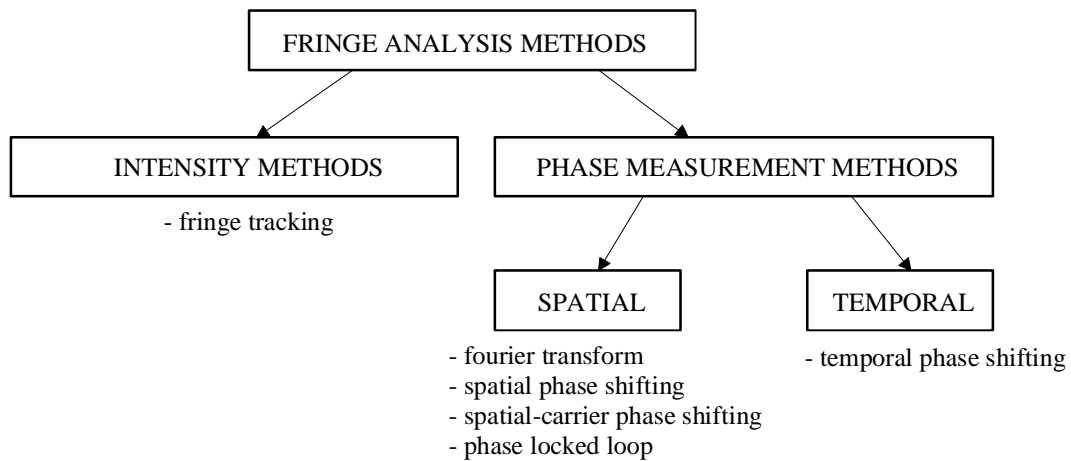 FRINGE ANALYSIS METHODS
INTENSITY METHODS
- fringe tracking
PHASE MEASUREMENT METHODS
SPATIAL
- fourier transform
- spatial phase shifting
- spatial-carrier phase shifting
- phase locked loop
TEMPORAL
- temporal phase shifting